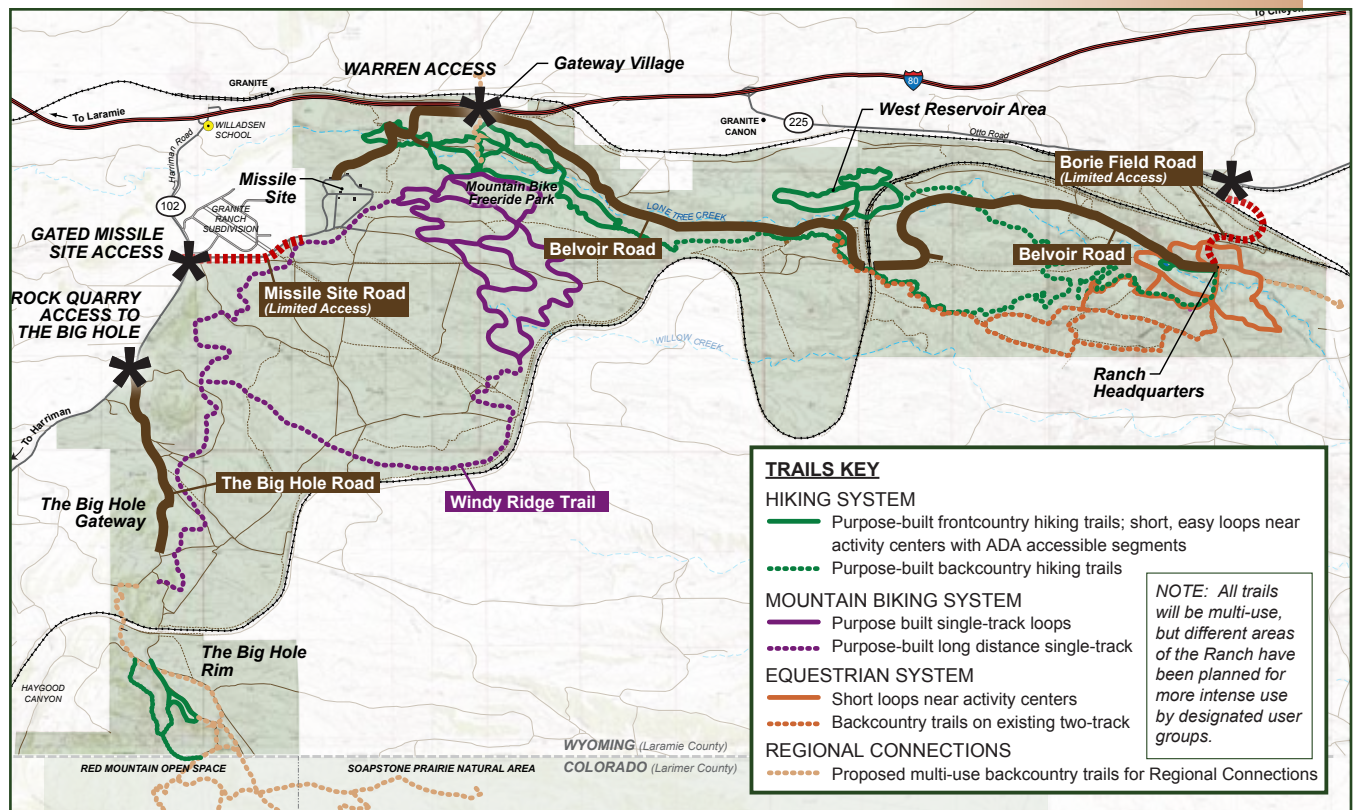 To Cheyen
WARREN ACCESS
Gateway Village
GRANITE
80
To Laramie
WILLADSEN
SCHOOL
Harriman Road
West Reservoir Area
GRANITE
CANON
225
Otto Road
Borie Field Road
(Limited Access)
Missile
Site
Mountain Bike
Freeride Park
102
GRANITE
RANCH
SUBDIVISION
LONE TREE CREEK
GATED MISSILE
SITE ACCESS
Belvoir Road
Belvoir Road
ROCK QUARRY
ACCESS TO
THE BIG HOLE
Missile Site Road
(Limited Access)
WILLOW CREEK
Ranch
Headquarters
To Harriman
The Big Hole Road
Windy Ridge Trail
The Big Hole
Gateway
The Big Hole
Rim
HAYGOOD
CANYON
WYOMING (Laramie County)
COLORADO (Larimer County)
RED MOUNTAIN OPEN SPACE
SOAPSTONE PRAIRIE NATURAL AREA
TRAILS KEY
HIKING SYSTEM
Purpose-built frontcountry hiking trails; short, easy loops near
activity centers with ADA accessible segments
Purpose-built backcountry hiking trails
MOUNTAIN BIKING SYSTEM
Purpose built single-track loops
Purpose-built long distance single-track
EQUESTRIAN SYSTEM
Short loops near activity centers
Backcountry trails on existing two-track
REGIONAL CONNECTIONS
Proposed multi-use backcountry trails for Regional Connections
NOTE: All trails
will be multi-use,
but different areas
of the Ranch have
been planned for
more intense use
by designated user
groups.